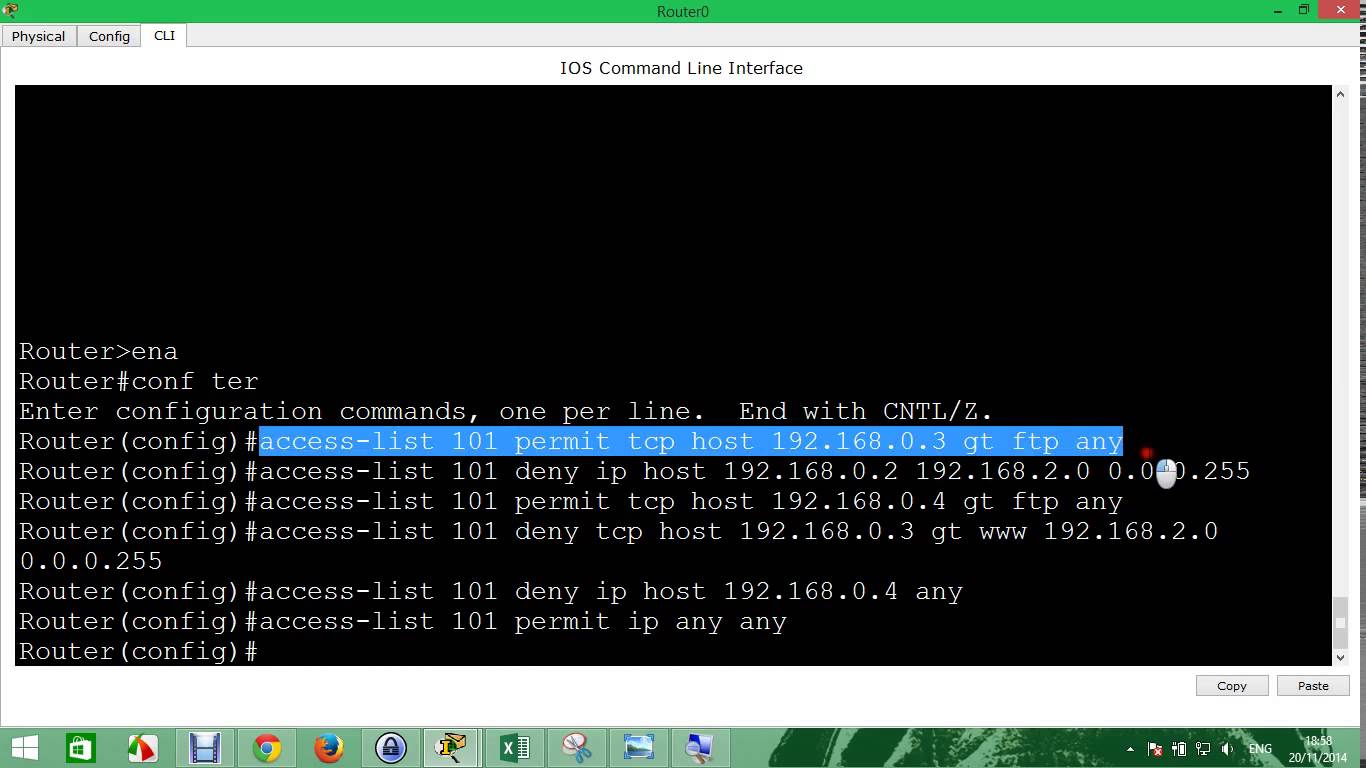 Router0
Physical Config CLI
IOS Command Line Interface
Router>ena
Router#conf ter
Enter configuration commands, one per line.  End with CNTL/Z.
Router(config)#access-list 101 permit tcp host 192.168.0.3 gt ftp any
Router(config)#access-list 101 deny ip host 192.168.0.2 192.168.2.0 0.0.0.255
Router(config)#access-list 101 permit tcp host 192.168.0.4 gt ftp any
Router(config)#access-list 101 deny tcp host 192.168.0.3 gt www 192.168.2.0
0.0.0.255
Router(config)#access-list 101 deny ip host 192.168.0.4 any
Router(config)#access-list 101 permit ip any any
Router(config)#
Copy Paste
ENG
18:58
20/11/2014